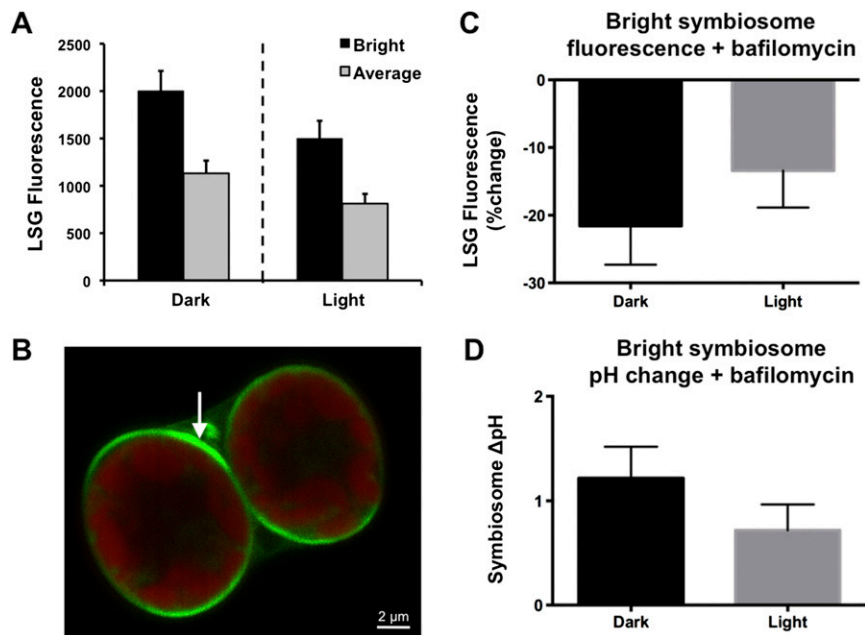 A
LSG Fluorescence
2500
2000
1500
1000
500
0
Bright
Average
Dark
Light
B
2 µm
C
Bright symbiosome
fluorescence + bafilomycin
LSG Fluorescence
(%change)
0
-10
-20
-30
Dark
Light
D
Bright symbiosome
pH change + bafilomycin
Symbiosome ΔpH
2
1
0
Dark
Light